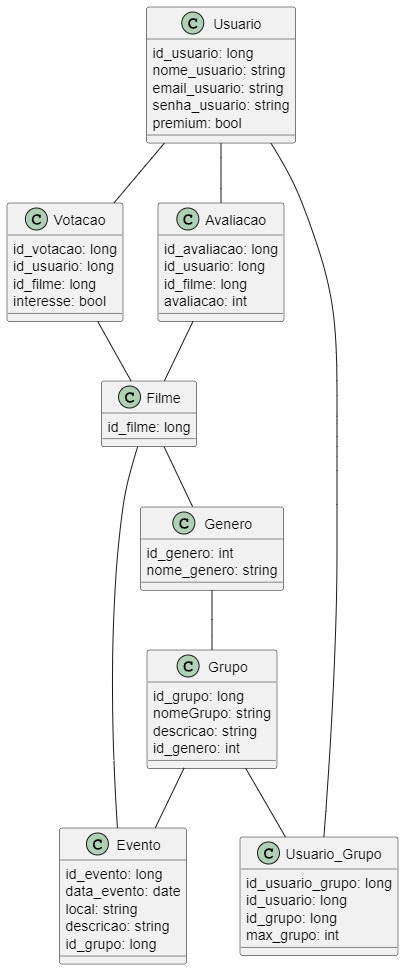 C Usuario
id_usuario: long
nome_usuario: string
email_usuario: string
senha_usuario: string
premium: bool
C Votacao
id_votacao: long
id_usuario: long
id_filme: long
interesse: bool
C Avaliacao
id_avaliacao: long
id_usuario: long
id_filme: long
avaliacao: int
C Filme
id_filme: long
C Genero
id_genero: int
nome_genero: string
C Grupo
id_grupo: long
nomeGrupo: string
descricao: string
id_genero: int
C Evento
id_evento: long
data_evento: date
local: string
descricao: string
id_grupo: long
C Usuario_Grupo
id_usuario_grupo: long
id_usuario: long
id_grupo: long
max_grupo: int